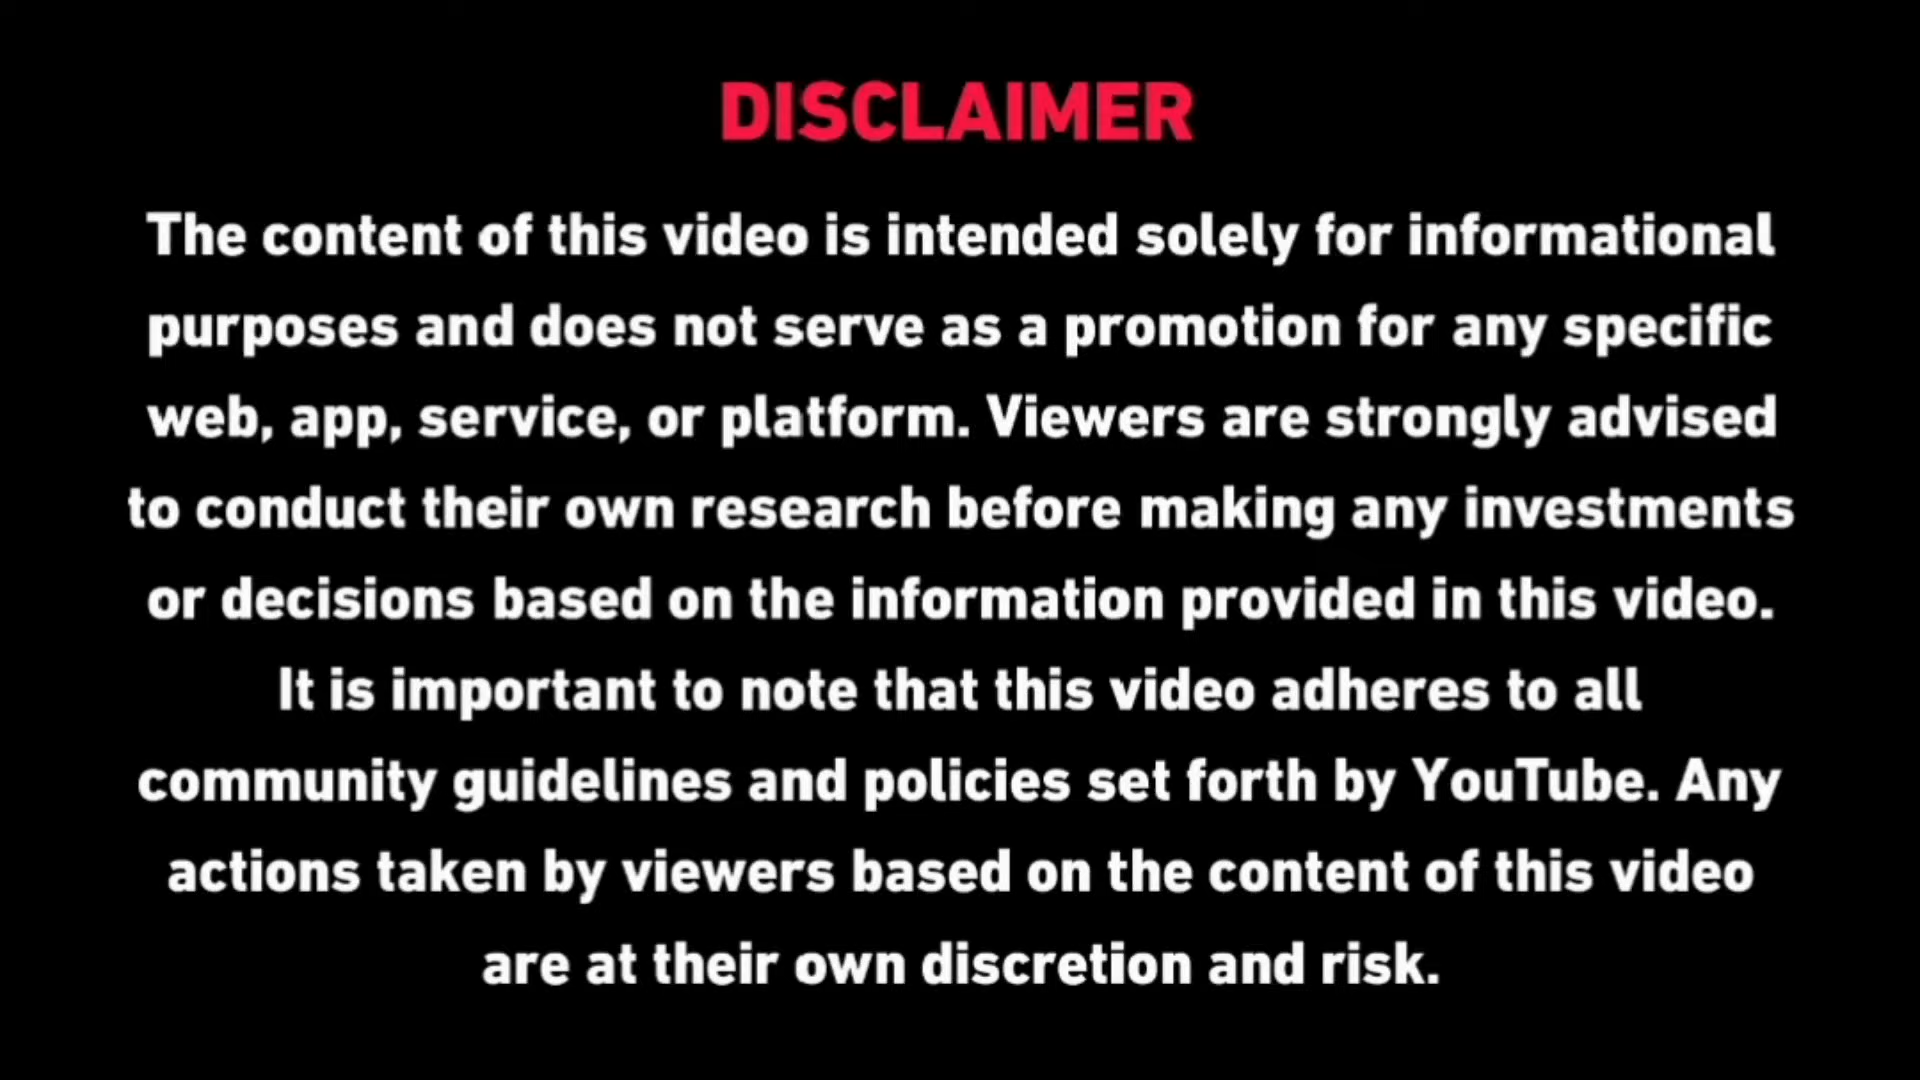 DISCLAIMER
The content of this video is intended solely for informational
purposes and does not serve as a promotion for any specific
web, app, service, or platform. Viewers are strongly advised
to conduct their own research before making any investments
or decisions based on the information provided in this video.
It is important to note that this video adheres to all
community guidelines and policies set forth by YouTube. Any
actions taken by viewers based on the content of this video
are at their own discretion and risk.